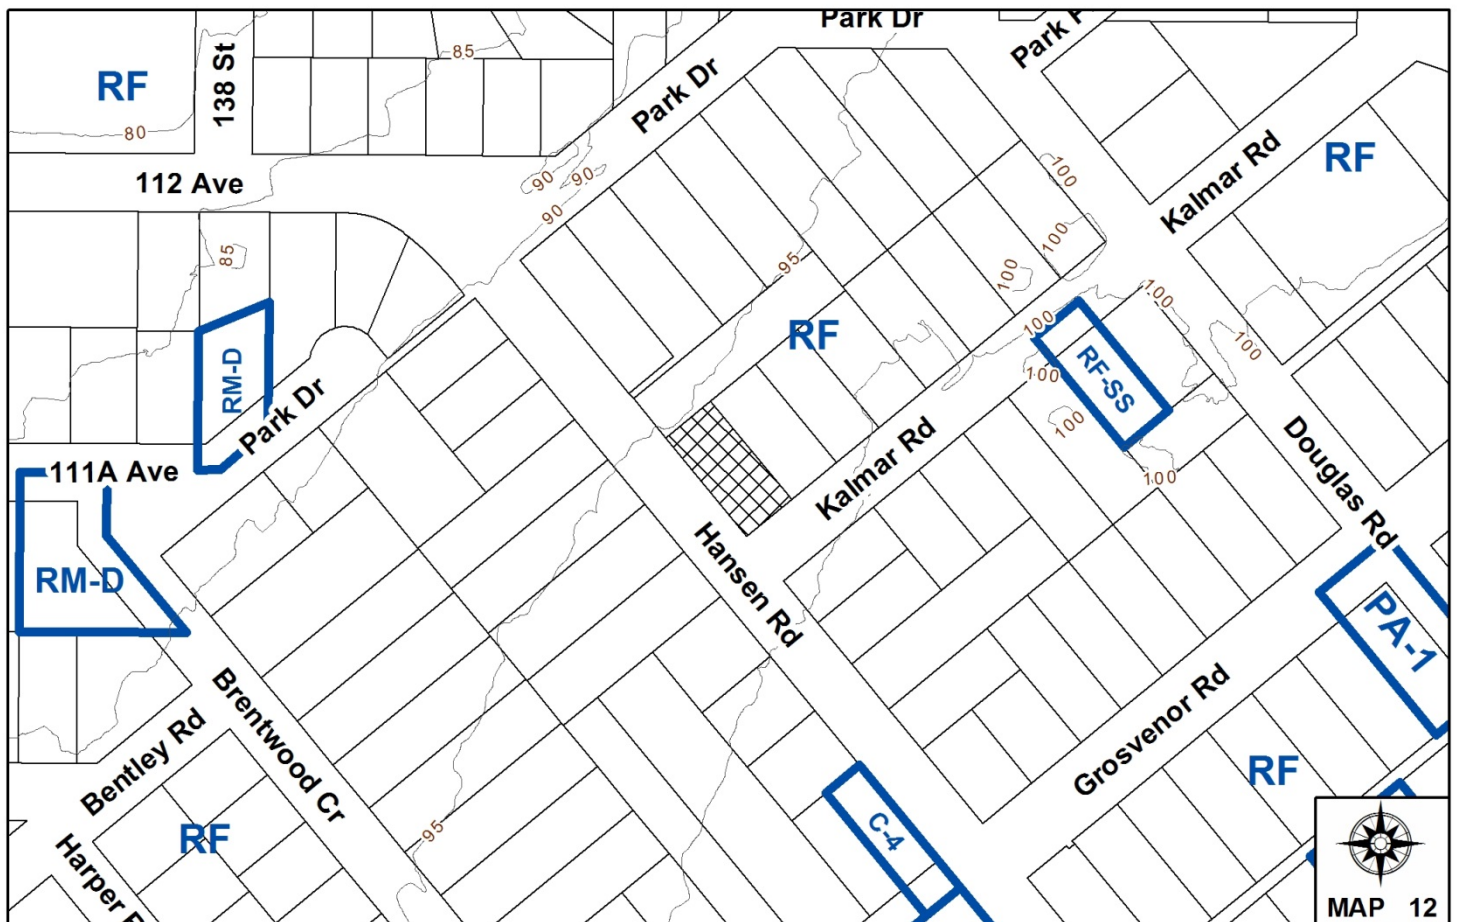 Park Dr
Park
RF
138 St
85
Park Dr
80
112 Ave
90
90
90
100
Kalmar Rd
RF
85
95
100
100
100
RF
100
100
RF-SS
100
100
RM-D
Park Dr
100
111A Ave
Kalmar Rd
Douglas Rd
100
RM-D
Hansen Rd
PA-1
Brentwood Cr
Bentley Rd
Grosvenor Rd
RF
RF
95
C-4
Harper
MAP 12